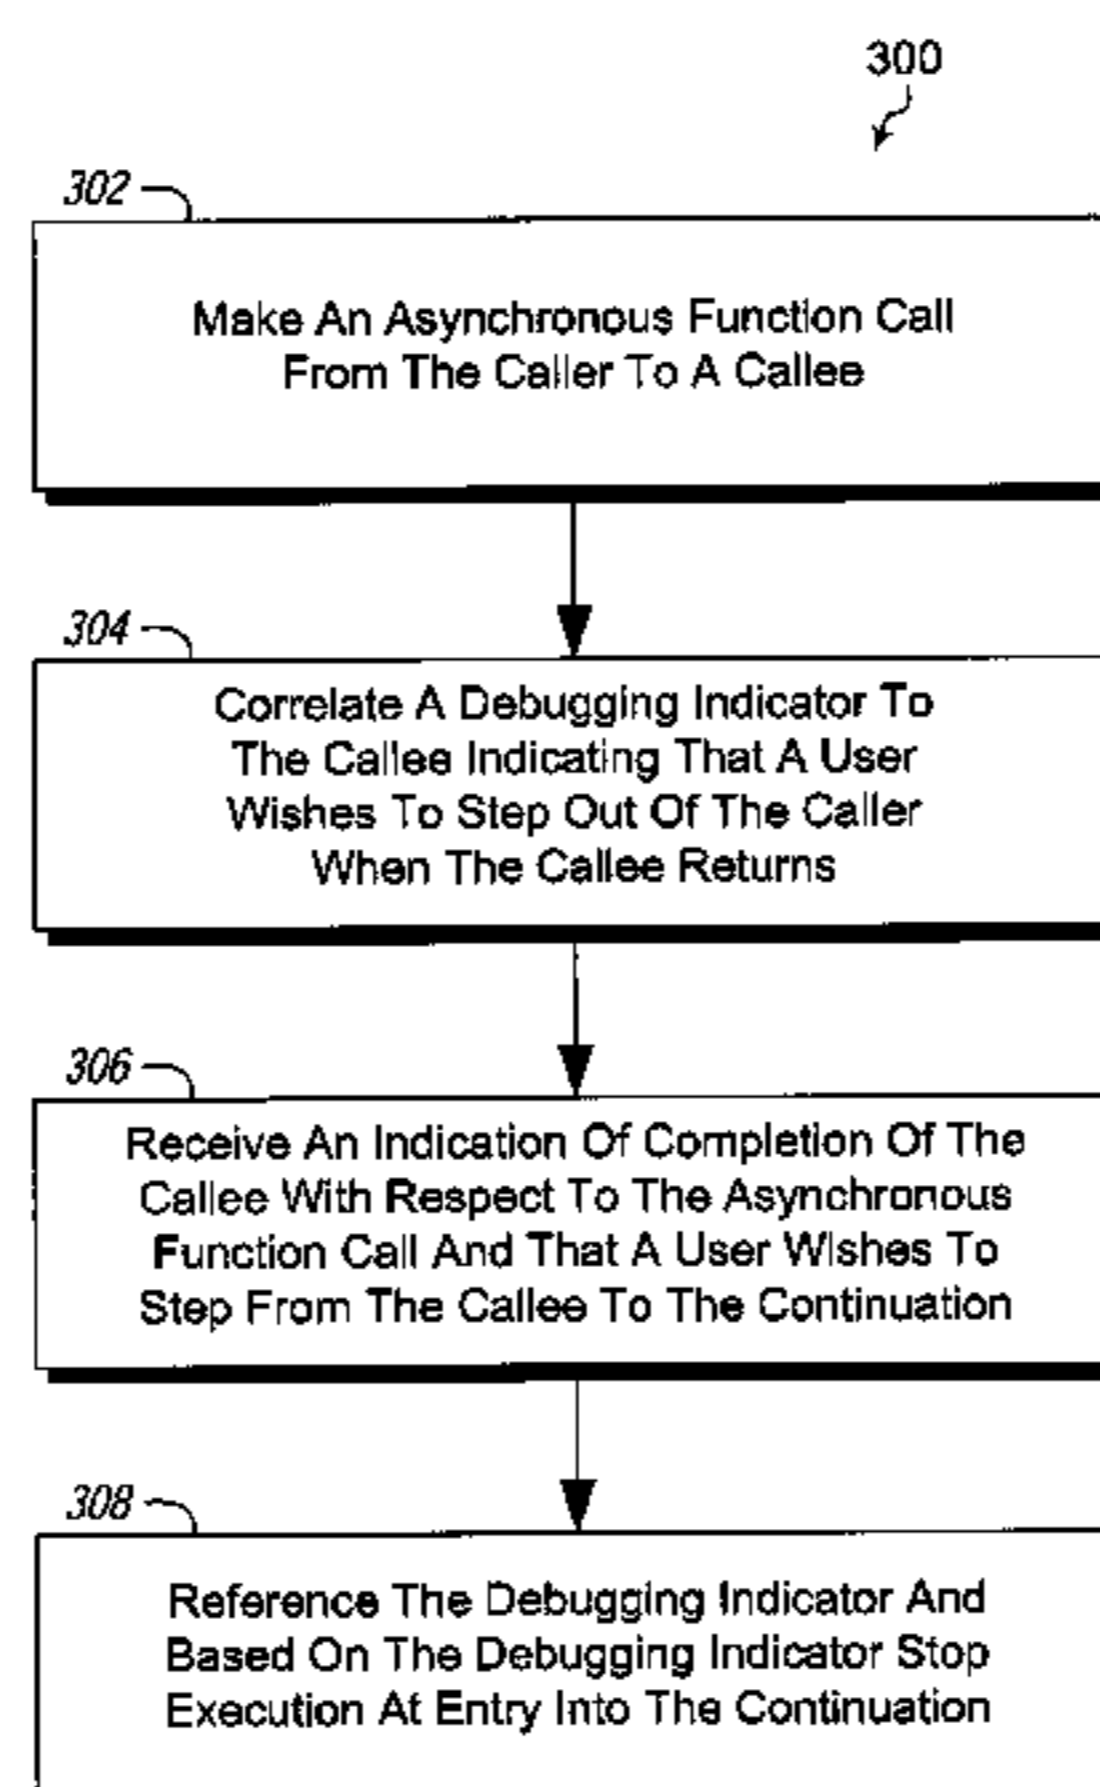 300
302
Make An Asynchronous Function Call
From The Caller To A Callee
304
Correlate A Debugging Indicator To
The Callee Indicating That A User
Wishes To Step Out Of The Caller
When The Callee Returns
306
Receive An Indication Of Completion Of The
Callee With Respect To The Asynchronous
Function Call And That A User Wishes To
Step From The Callee To The Continuation
308
Reference The Debugging Indicator And
Based On The Debugging Indicator Stop
Execution At Entry Into The Continuation